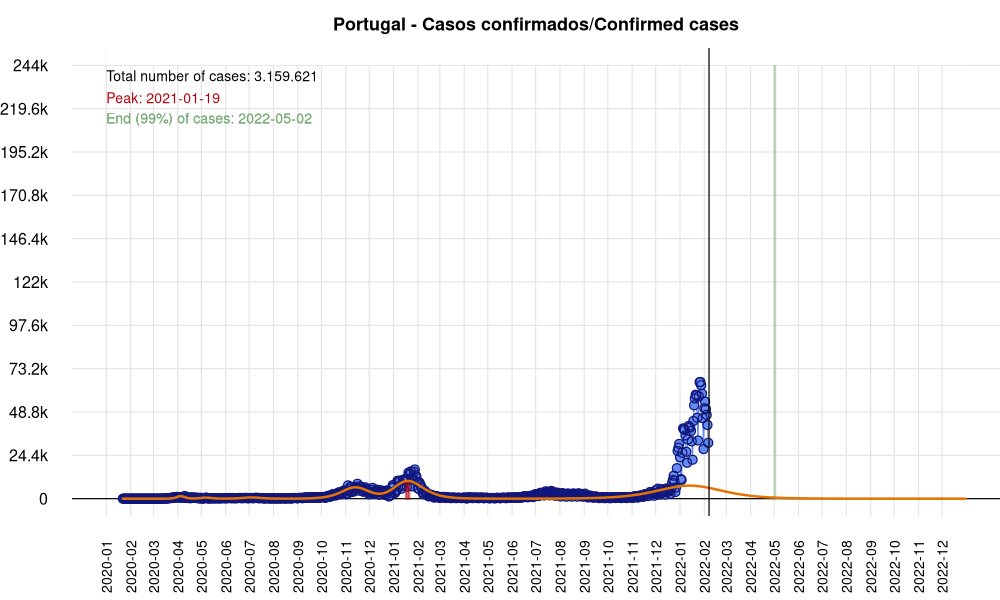 Portugal - Casos confirmados/Confirmed cases
Total number of cases: 3.159.621
Peak: 2021-01-19
End (99%) of cases: 2022-05-02
244k
219.6k
195.2k
170.8k
146.4k
122k
97.6k
73.2k
48.8k
24.4k
0
2020-01
2020-02
2020-03
2020-04
2020-05
2020-06
2020-07
2020-08
2020-09
2020-10
2020-11
2020-12
2021-01
2021-02
2021-03
2021-04
2021-05
2021-06
2021-07
2021-08
2021-09
2021-10
2021-11
2021-12
2022-01
2022-02
2022-03
2022-04
2022-05
2022-06
2022-07
2022-08
2022-09
2022-10
2022-11
2022-12